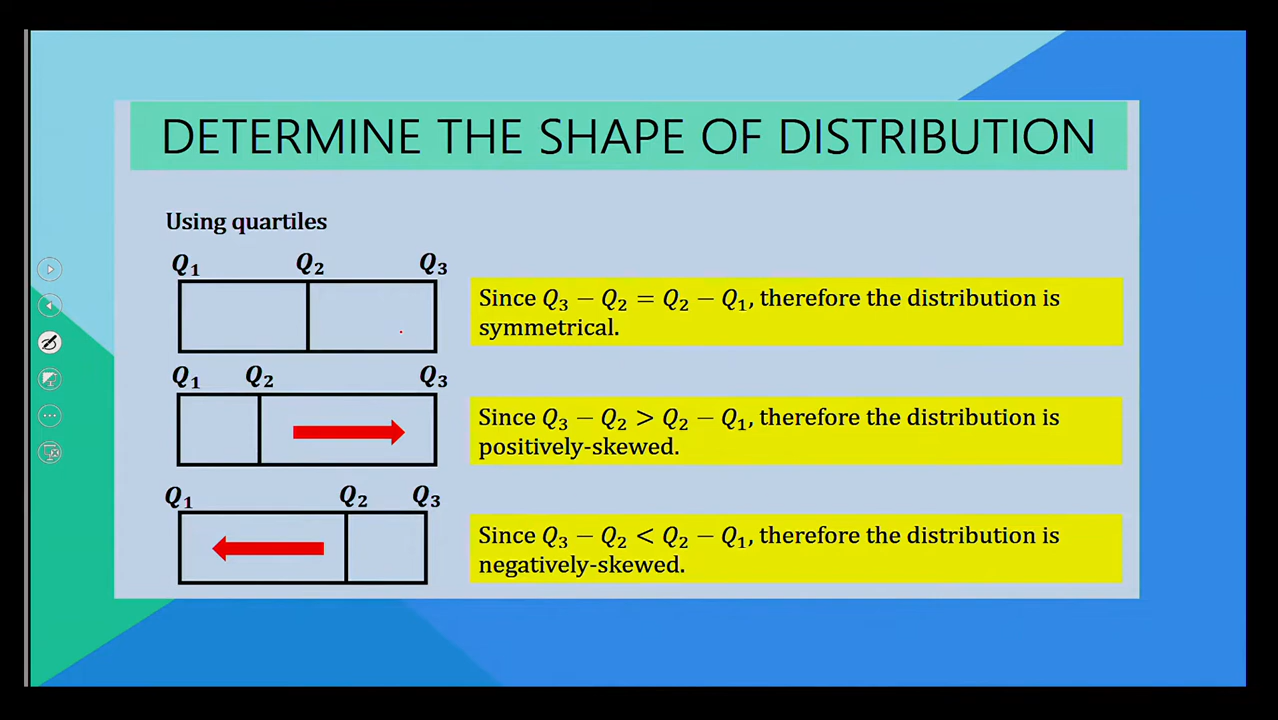 DETERMINE THE SHAPE OF DISTRIBUTION
Using quartiles
Q₁ Q₂ Q₃
Since Q₃ − Q₂ = Q₂ − Q₁, therefore the distribution is
symmetrical.
Q₁ Q₂ Q₃
Since Q₃ − Q₂ > Q₂ − Q₁, therefore the distribution is
positively-skewed.
Q₁ Q₂ Q₃
Since Q₃ − Q₂ < Q₂ − Q₁, therefore the distribution is
negatively-skewed.